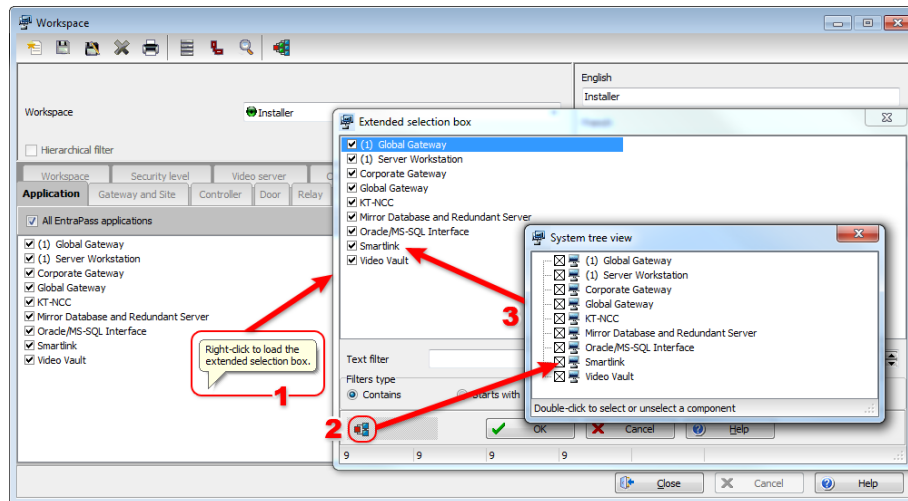 Workspace
English
Installer
Workspace
Installer
Hierarchical filter
Workspace
Security level
Video server
Application
Gateway and Site
Controller
Door
Relay
All EntraPass applications
(1) Global Gateway
(1) Server Workstation
Corporate Gateway
Global Gateway
KT-NCC
Mirror Database and Redundant Server
Oracle/MS-SQL Interface
Smartlink
Video Vault
Right-click to load the
extended selection box.
1
Extended selection box
(1) Global Gateway
(1) Server Workstation
Corporate Gateway
Global Gateway
KT-NCC
Mirror Database and Redundant Server
Oracle/MS-SQL Interface
Smartlink
Video Vault
Text filter
Filters type
Contains
Starts with
2
OK
Cancel
Help
9
9
9
9
System tree view
(1) Global Gateway
(1) Server Workstation
Corporate Gateway
Global Gateway
KT-NCC
Mirror Database and Redundant Server
Oracle/MS-SQL Interface
Smartlink
Video Vault
Double-click to select or unselect a component
3
Close
Cancel
Help